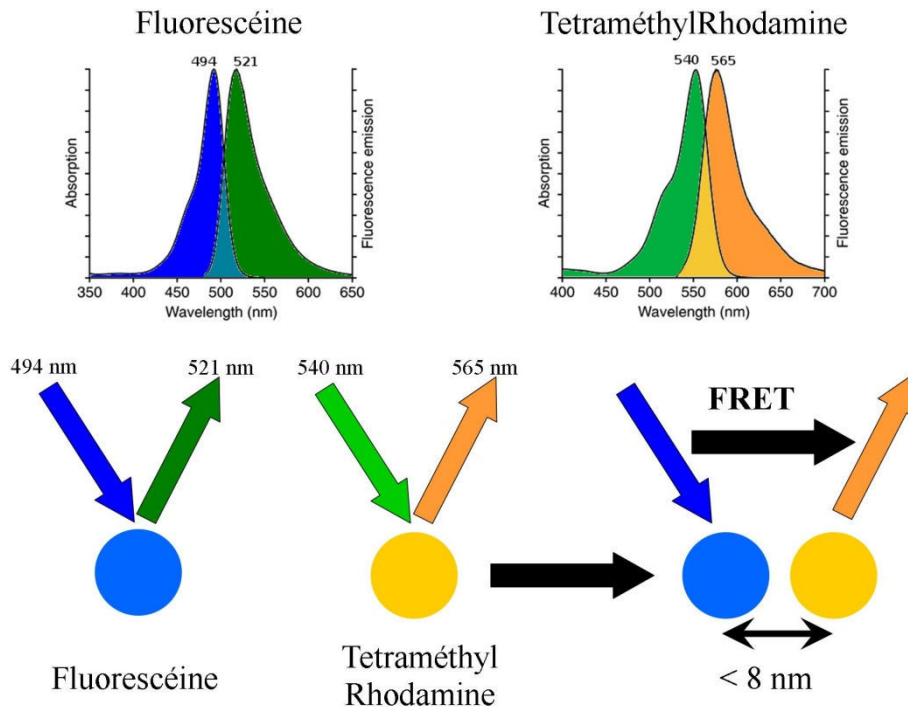 Fluorescéine
TetraméthylRhodamine
494 521
540 565
Absorption
Fluorescence emission
Absorption
Fluorescence emission
350 400 450 500 550 600 650
400 450 500 550 600 650 700
Wavelength (nm)
Wavelength (nm)
494 nm
521 nm
540 nm
565 nm
FRET
Fluorescéine
Tetraméthyl
Rhodamine
< 8 nm